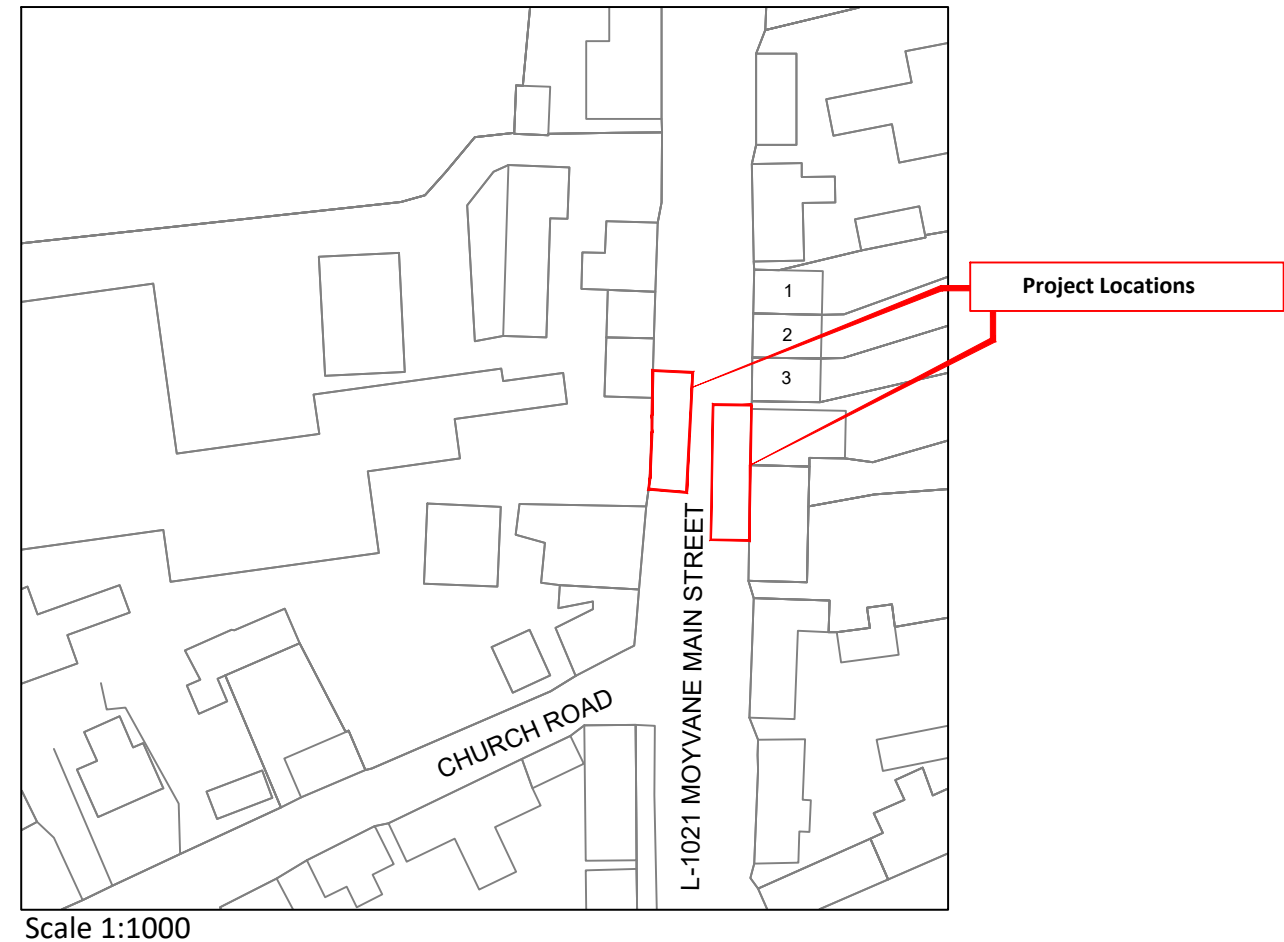 Project Locations
1
2
3
L-1021 MOYVANE MAIN STREET
CHURCH ROAD
Scale 1:1000